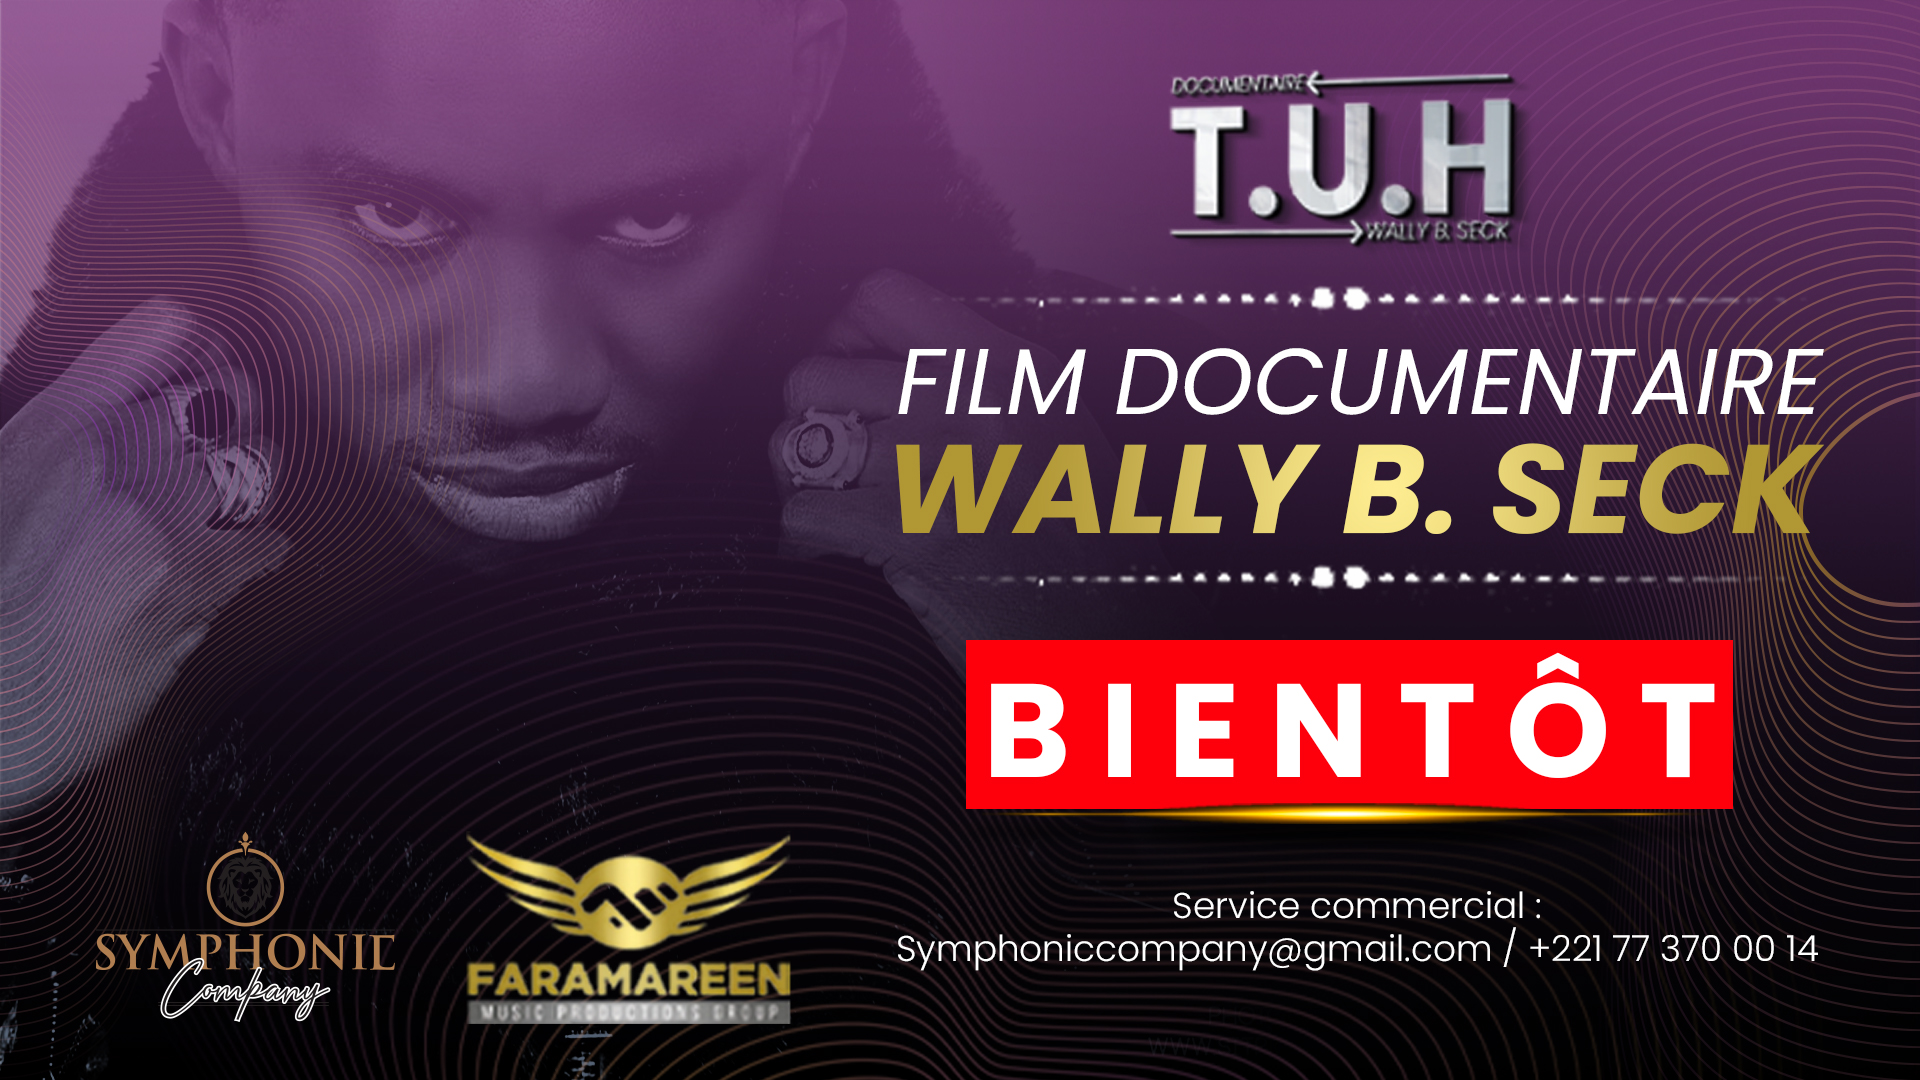 DOCUMENTAIRE
T.U.H
WALLY B. SECK
FILM DOCUMENTAIRE
WALLY B. SECK
BIENTÔT
Service commercial :
Symphoniccompany@gmail.com / +221 77 370 00 14
SYMPHONIC
Company
FARAMAREEN
MUSIC PRODUCTIONS GROUP